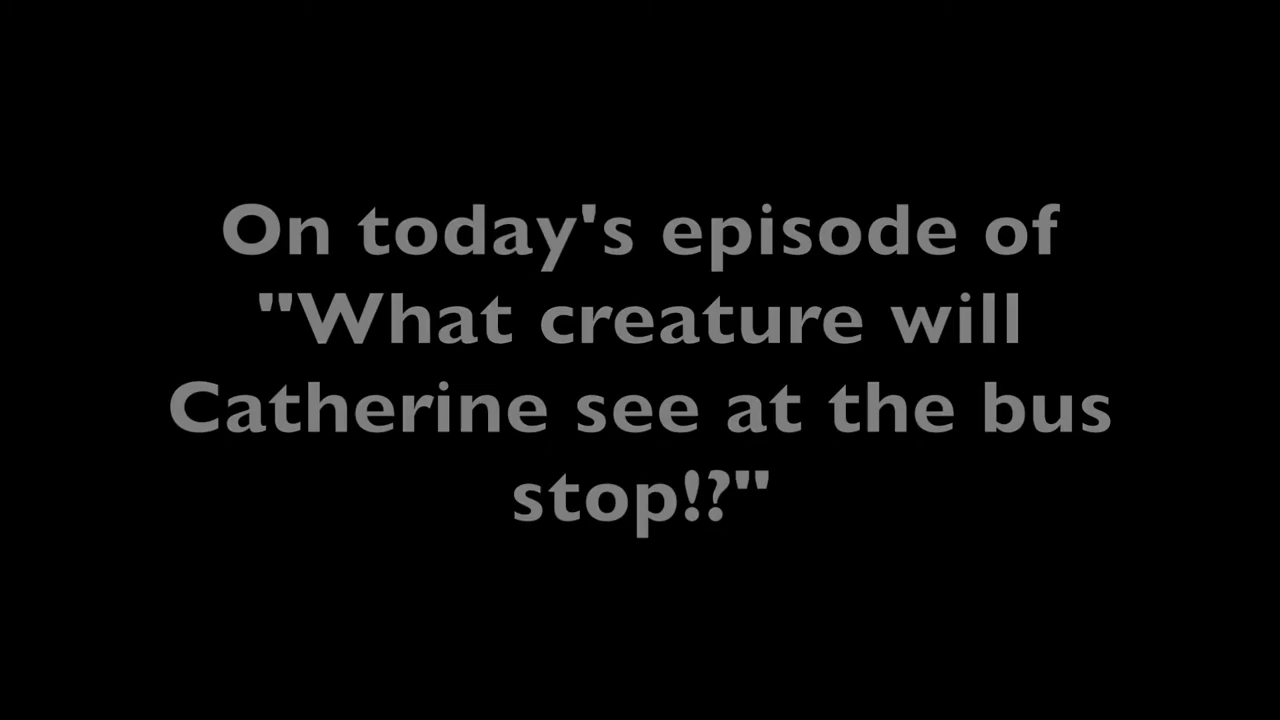 On today's episode of
"What creature will
Catherine see at the bus
stop!?"